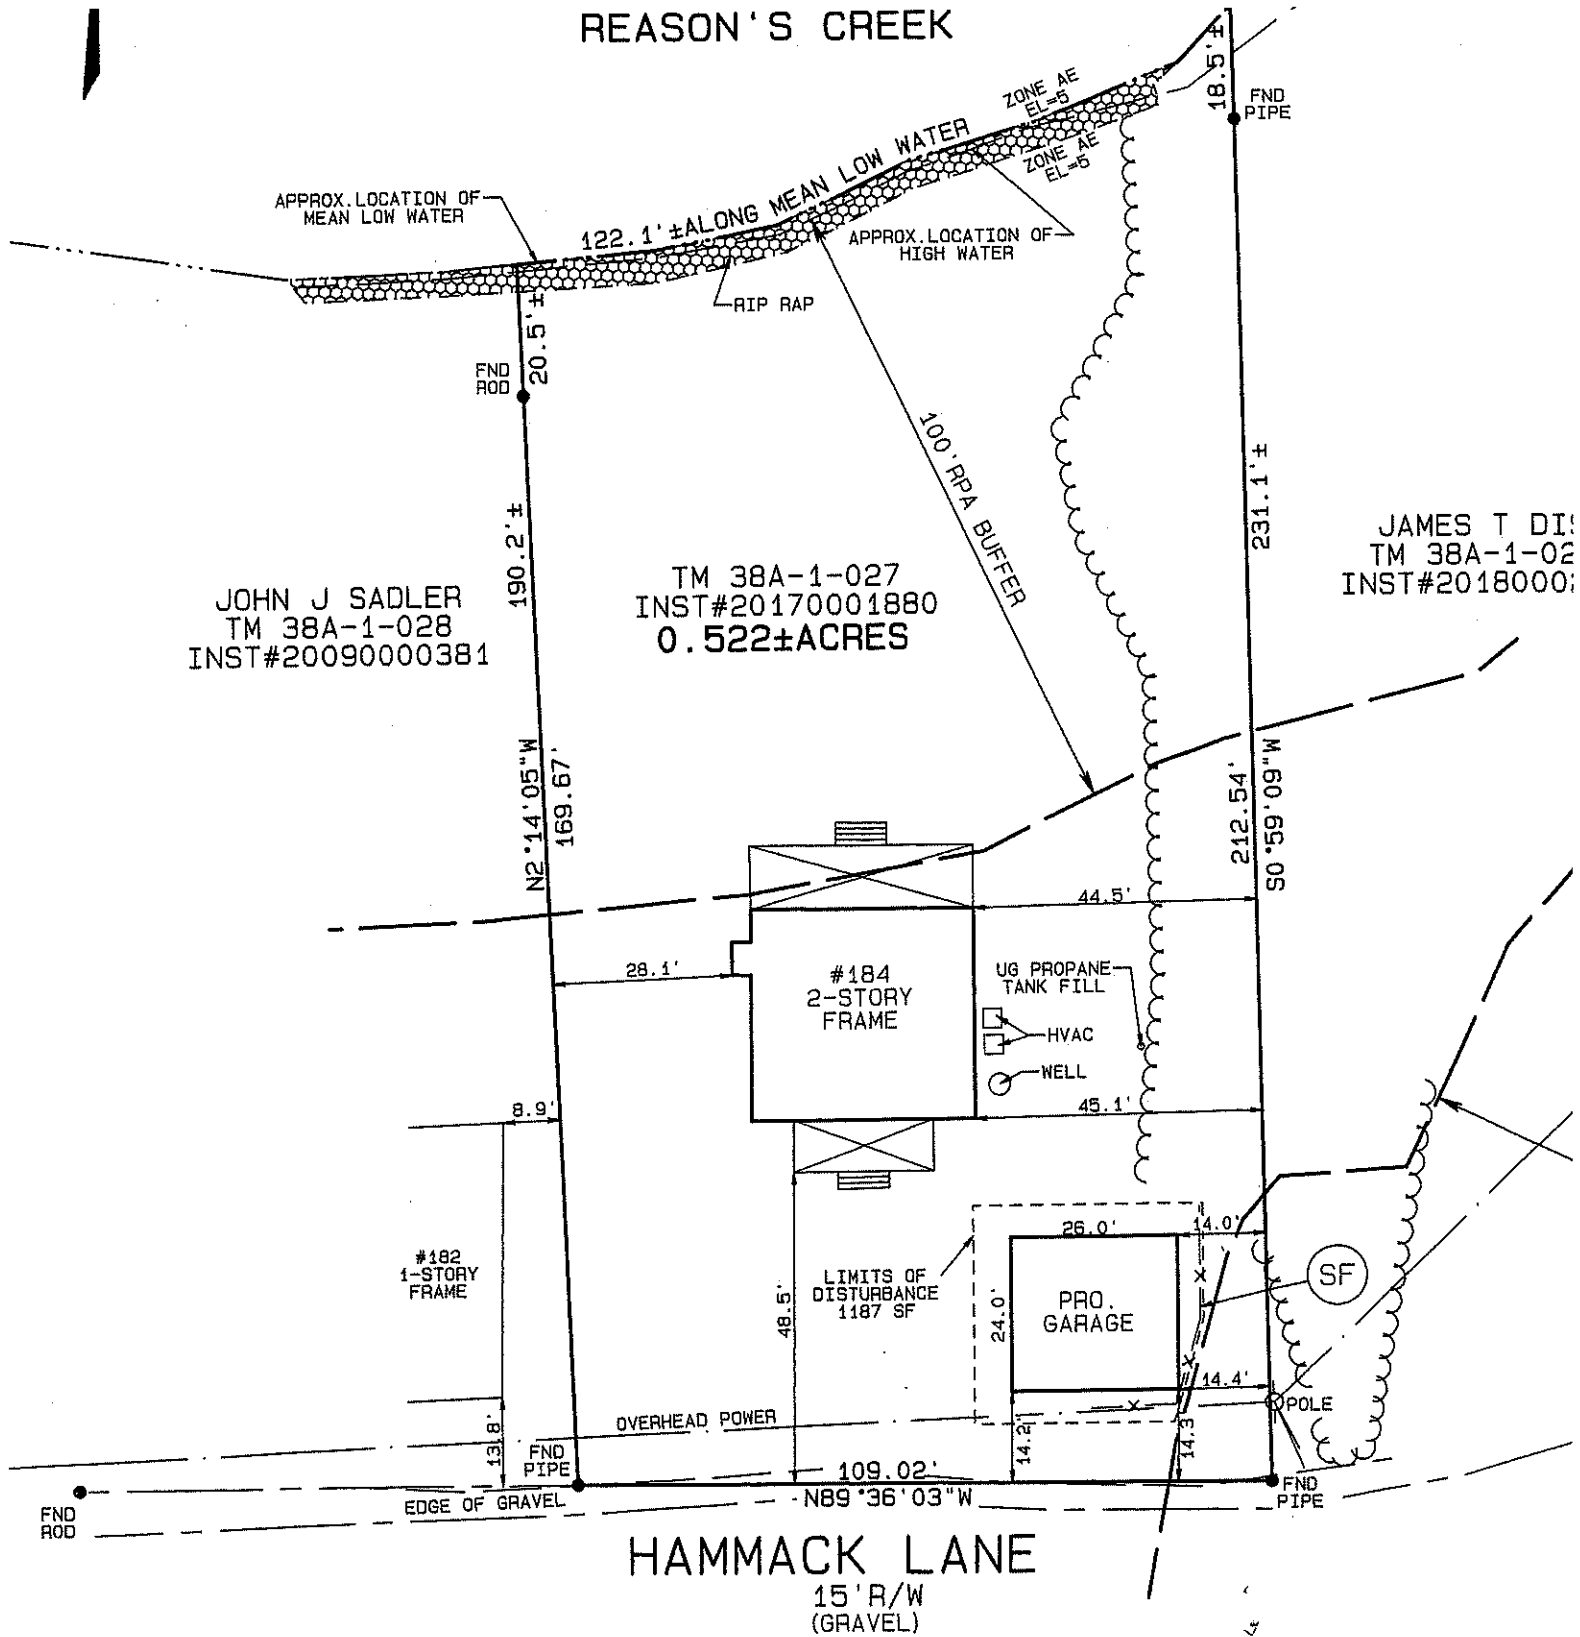 REASON'S CREEK
18.5'±
FND
PIPE
ZONE AE
EL=5
ZONE AE
EL=5
APPROX.LOCATION OF
MEAN LOW WATER
122.1'±ALONG MEAN LOW WATER
APPROX.LOCATION OF
HIGH WATER
RIP RAP
20.5'±
FND
ROD
100'RPA BUFFER
231.1'±
190.2'±
JOHN J SADLER
TM 38A-1-028
INST#20090000381
TM 38A-1-027
INST#20170001880
0.522±ACRES
JAMES T
TM 38A-1-02
INST#2018000
N2°14'05"W
169.67'
212.54'
S0°59'09"W
44.5'
28.1'
#184
2-STORY
FRAME
UG PROPANE
TANK FILL
HVAC
WELL
8.9'
45.1'
#182
1-STORY
FRAME
48.5'
LIMITS OF
DISTURBANCE
1187 SF
26.0'
14.0'
24.0'
PRO.
GARAGE
SF
14.4'
POLE
OVERHEAD POWER
13.8'
14.2'
14.3'
FND
PIPE
109.02'
N89°36'03"W
FND
PIPE
EDGE OF GRAVEL
FND
ROD
HAMMACK LANE
15'R/W
(GRAVEL)